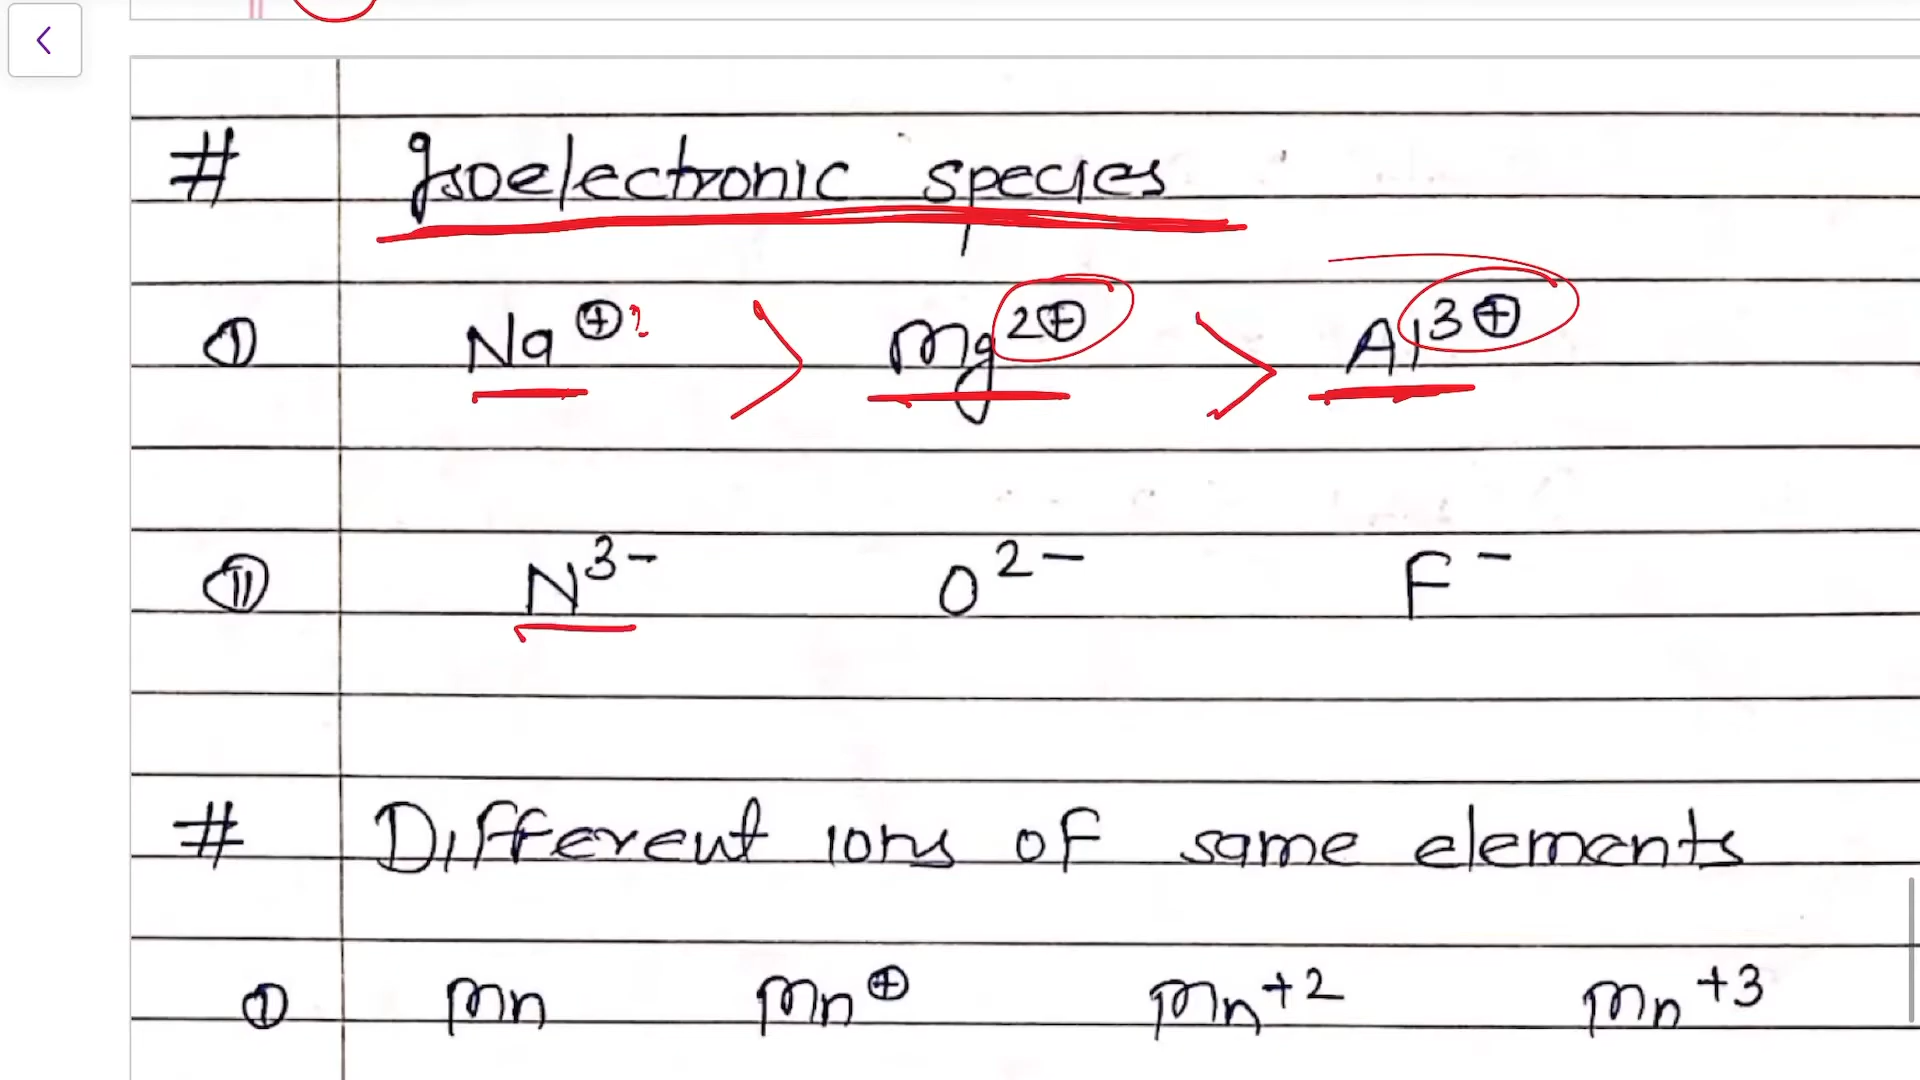 # Isoelectronic species
① Na⊕? > Mg2⊕ > Al3⊕
② N3- O2- F-
# Different ions of same elements
① Mn Mn⊕ Mn+2 Mn+3